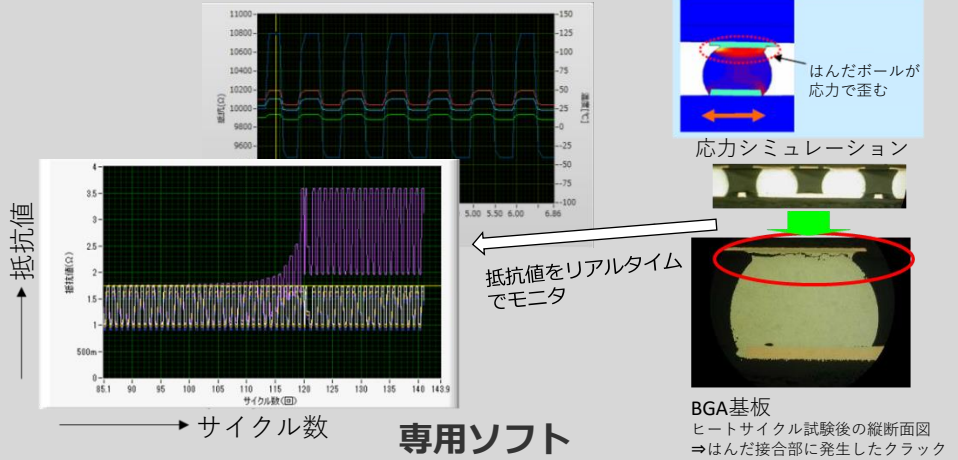 11000
10800
10600
10400
10200
10000
9800
9600
抵抗(Ω)
150
125
100
75
50
25
0
-25
-50
-75
-100
温度[℃]
5.00 5.50 6.00 6.86
はんだボールが
応力で歪む
応力シミュレーション
抵抗値
抵抗値(Ω)
4
3.5
3
2.5
2
1.5
1
500m
0
85.1 90 95 100 105 110 115 120 125 130 135 140 143.9
サイクル数(回)
サイクル数
抵抗値をリアルタイム
でモニタ
専用ソフト
BGA基板
ヒートサイクル試験後の縦断面図
⇒はんだ接合部に発生したクラック